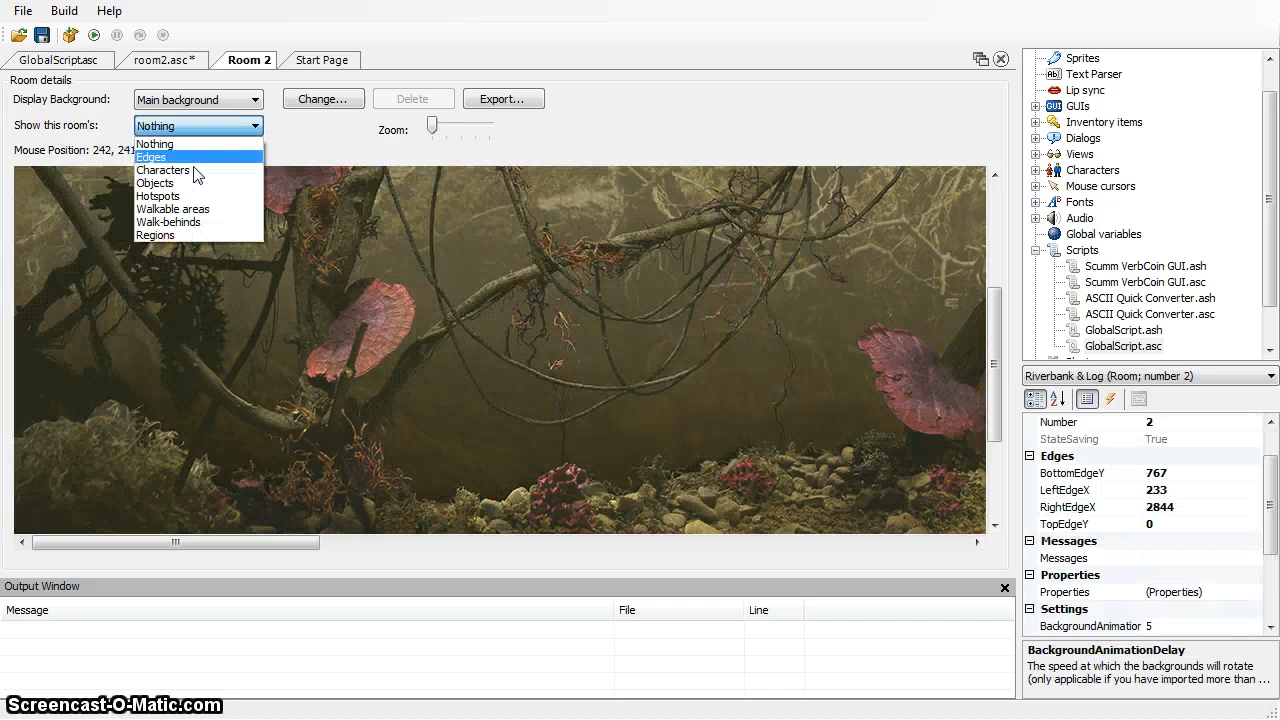 File Build Help
GlobalScript.asc room2.asc * Room 2 Start Page
Room details
Display Background: Main background Change... Delete Export...
Show this room's: Nothing Zoom:
Mouse Position: 242, 241
Nothing
Edges
Characters
Objects
Hotspots
Walkable areas
Walk-behinds
Regions
Output Window
Message File Line
Sprites
Text Parser
Lip sync
GUIs
Inventory items
Dialogs
Views
Characters
Mouse cursors
Fonts
Audio
Global variables
Scripts
Scumm VerbCoin GUI.ash
Scumm VerbCoin GUI.asc
ASCII Quick Converter.ash
ASCII Quick Converter.asc
GlobalScript.ash
GlobalScript.asc
Riverbank & Log (Room; number 2)
Number 2
StateSaving True
Edges
BottomEdgeY 767
LeftEdgeX 233
RightEdgeX 2844
TopEdgeY 0
Messages
Messages
Properties
Properties (Properties)
Settings
BackgroundAnimation 5
BackgroundAnimationDelay
The speed at which the backgrounds will rotate
(only applicable if you have imported more than ...
Screencast-O-Matic.com